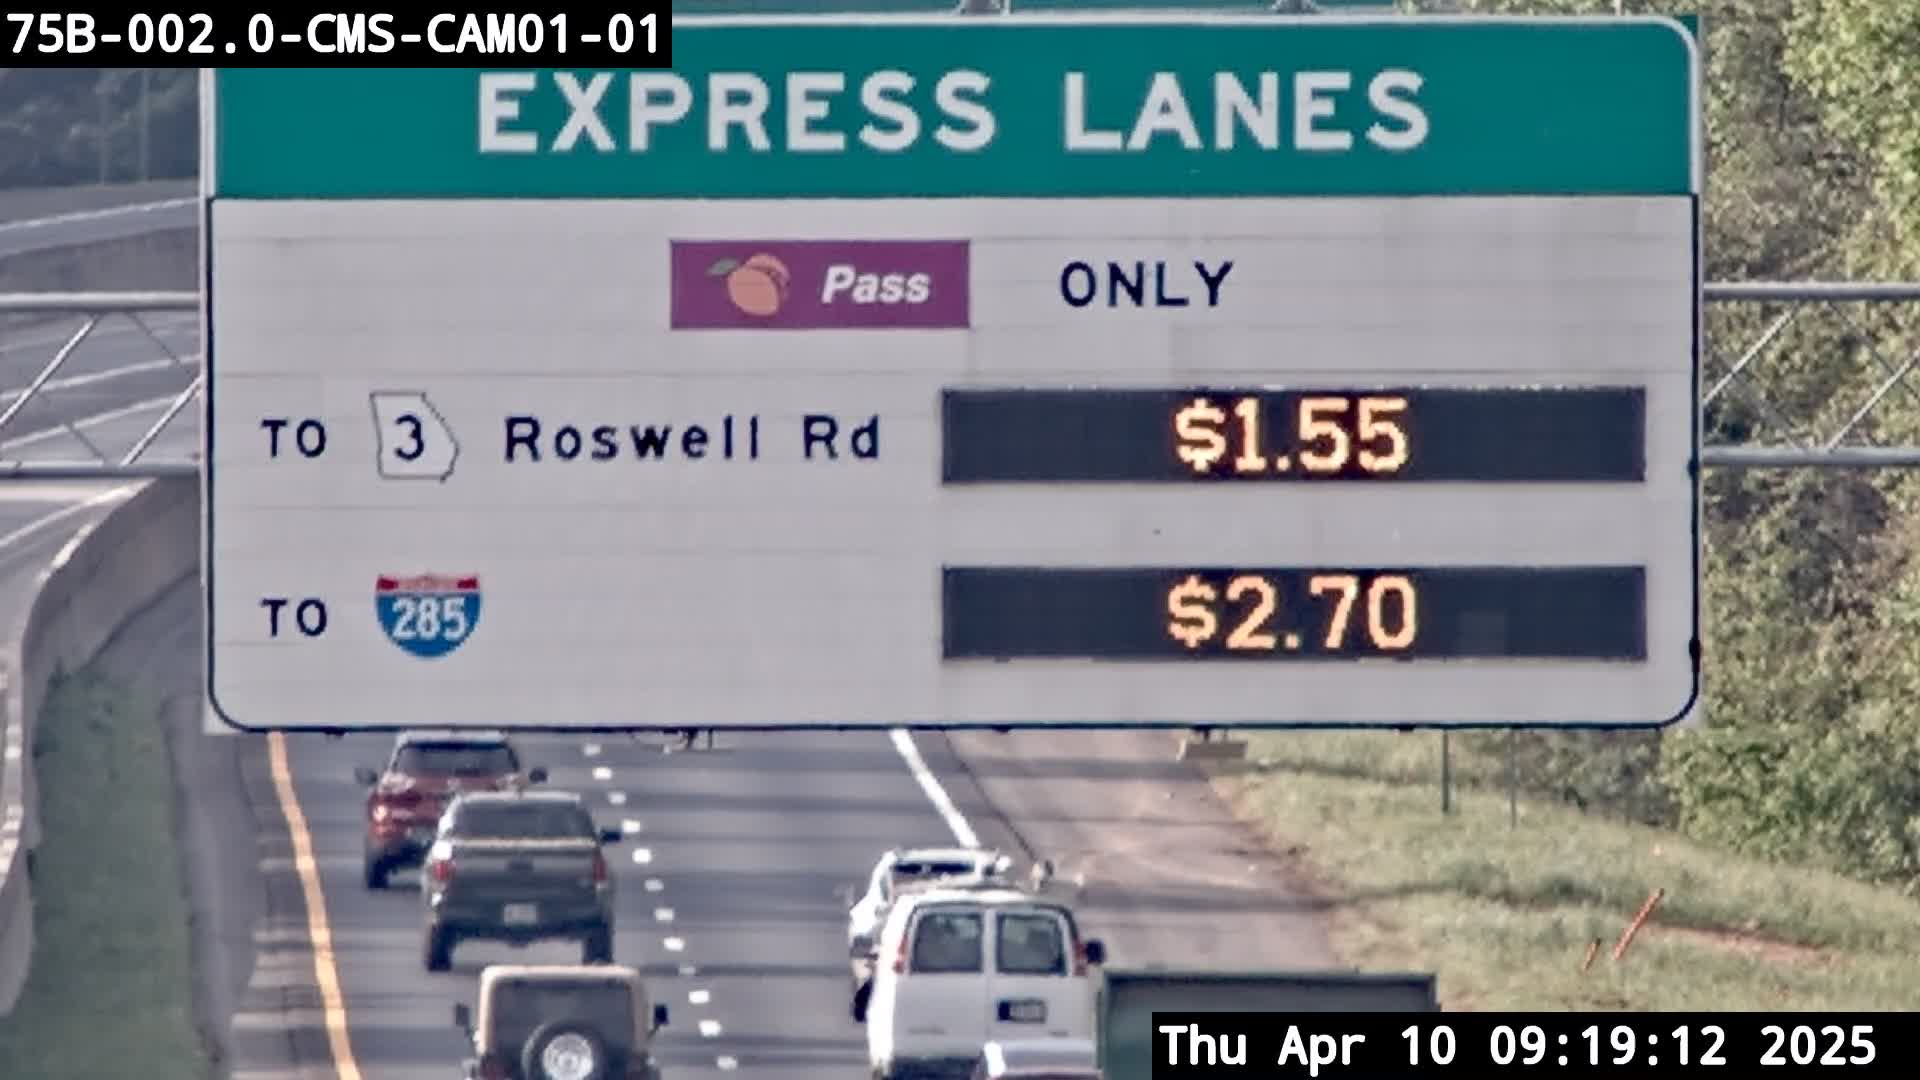 75B-002.0-CMS-CAM01-01
EXPRESS LANES
Pass ONLY
TO 3 Roswell Rd $1.55
TO 285 $2.70
Thu Apr 10 09:19:12 2025